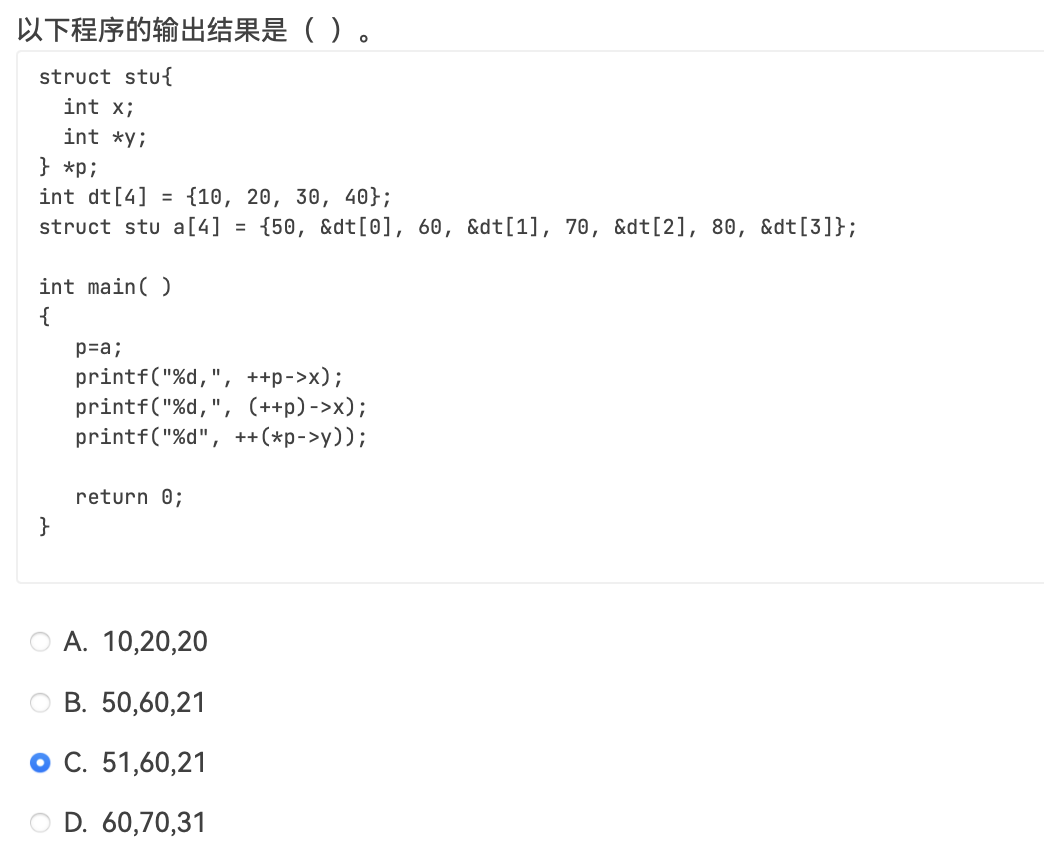 以下程序的输出结果是（ ）。
struct stu{
  int x;
  int *y;
} *p;
int dt[4] = {10, 20, 30, 40};
struct stu a[4] = {50, &dt[0], 60, &dt[1], 70, &dt[2], 80, &dt[3]};
int main( )
{
   p=a;
   printf("%d,", ++p->x);
   printf("%d,", (++p)->x);
   printf("%d", ++(*p->y));
   return 0;
}
A. 10,20,20
B. 50,60,21
C. 51,60,21
D. 60,70,31